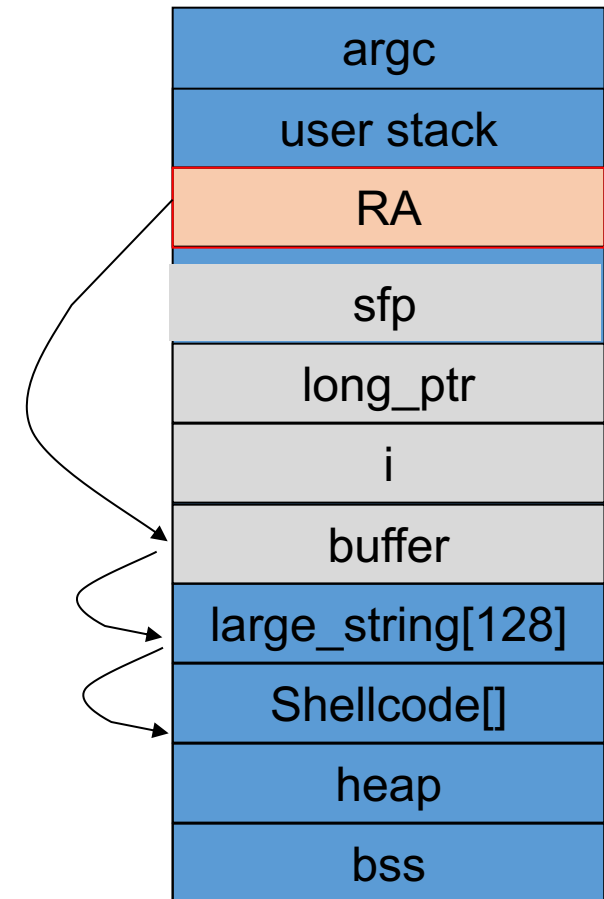 argc
user stack
RA
sfp
long_ptr
i
buffer
large_string[128]
Shellcode[]
heap
bss